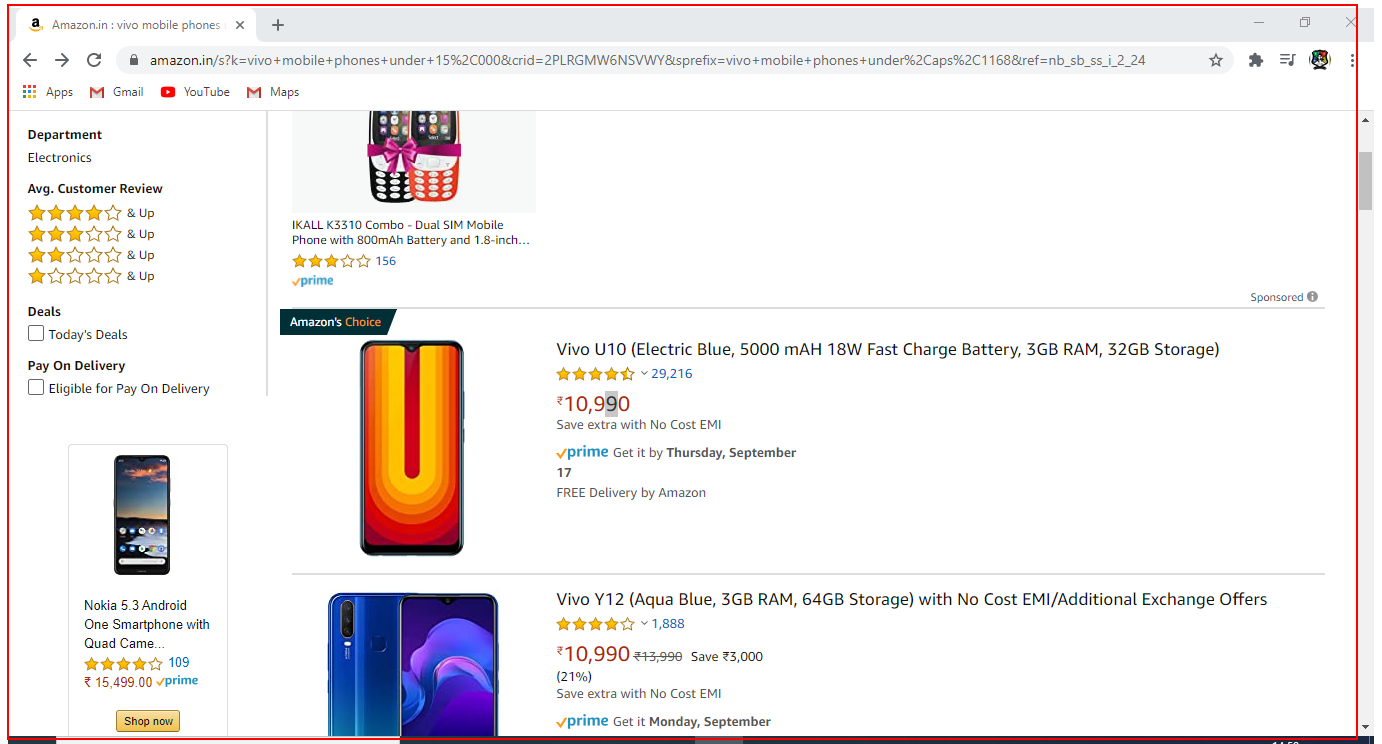 Amazon.in : vivo mobile phones
amazon.in/s?k=vivo+mobile+phones+under+15%2C000&crid=2PLRGMW6NSVWY&sprefix=vivo+mobile+phones+under%2Caps%2C1168&ref=nb_sb_ss_i_2_24
Apps Gmail YouTube Maps
Department
Electronics
Avg. Customer Review
& Up
& Up
& Up
& Up
Deals
Today's Deals
Pay On Delivery
Eligible for Pay On Delivery
Nokia 5.3 Android
One Smartphone with
Quad Came...
109
₹ 15,499.00 prime
Shop now
IKALL K3310 Combo - Dual SIM Mobile
Phone with 800mAh Battery and 1.8-inch...
156
prime
Sponsored
Amazon's Choice
Vivo U10 (Electric Blue, 5000 mAH 18W Fast Charge Battery, 3GB RAM, 32GB Storage)
29,216
₹10,990
Save extra with No Cost EMI
prime Get it by Thursday, September
17
FREE Delivery by Amazon
Vivo Y12 (Aqua Blue, 3GB RAM, 64GB Storage) with No Cost EMI/Additional Exchange Offers
1,888
₹10,990 ₹13,990 Save ₹3,000
(21%)
Save extra with No Cost EMI
prime Get it Monday, September